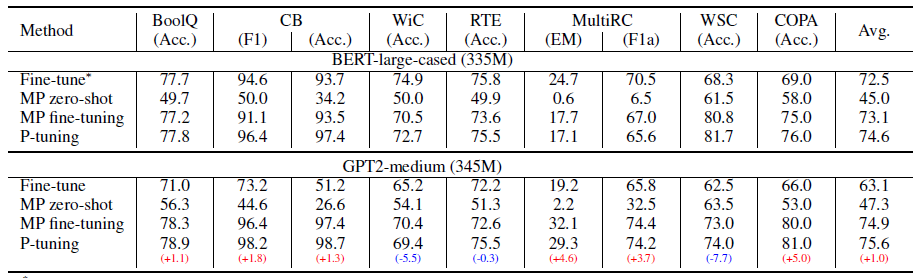 Method BoolQ CB WiC RTE MultiRC WSC COPA Avg.
(Acc.) (F1) (Acc.) (Acc.) (Acc.) (EM) (F1a) (Acc.) (Acc.)
BERT-large-cased (335M)
Fine-tune* 77.7 94.6 93.7 74.9 75.8 24.7 70.5 68.3 69.0 72.5
MP zero-shot 49.7 50.0 34.2 50.0 49.9 0.6 6.5 61.5 58.0 45.0
MP fine-tuning 77.2 91.1 93.5 70.5 73.6 17.7 67.0 80.8 75.0 73.1
P-tuning 77.8 96.4 97.4 72.7 75.5 17.1 65.6 81.7 76.0 74.6
GPT2-medium (345M)
Fine-tune 71.0 73.2 51.2 65.2 72.2 19.2 65.8 62.5 66.0 63.1
MP zero-shot 56.3 44.6 26.6 54.1 51.3 2.2 32.5 63.5 53.0 47.3
MP fine-tuning 78.3 96.4 97.4 70.4 72.6 32.1 74.4 73.0 80.0 74.9
P-tuning 78.9 98.2 98.7 69.4 75.5 29.3 74.2 74.0 81.0 75.6
(+1.1) (+1.8) (+1.3) (-5.5) (-0.3) (+4.6) (+3.7) (-7.7) (+5.0) (+1.0)